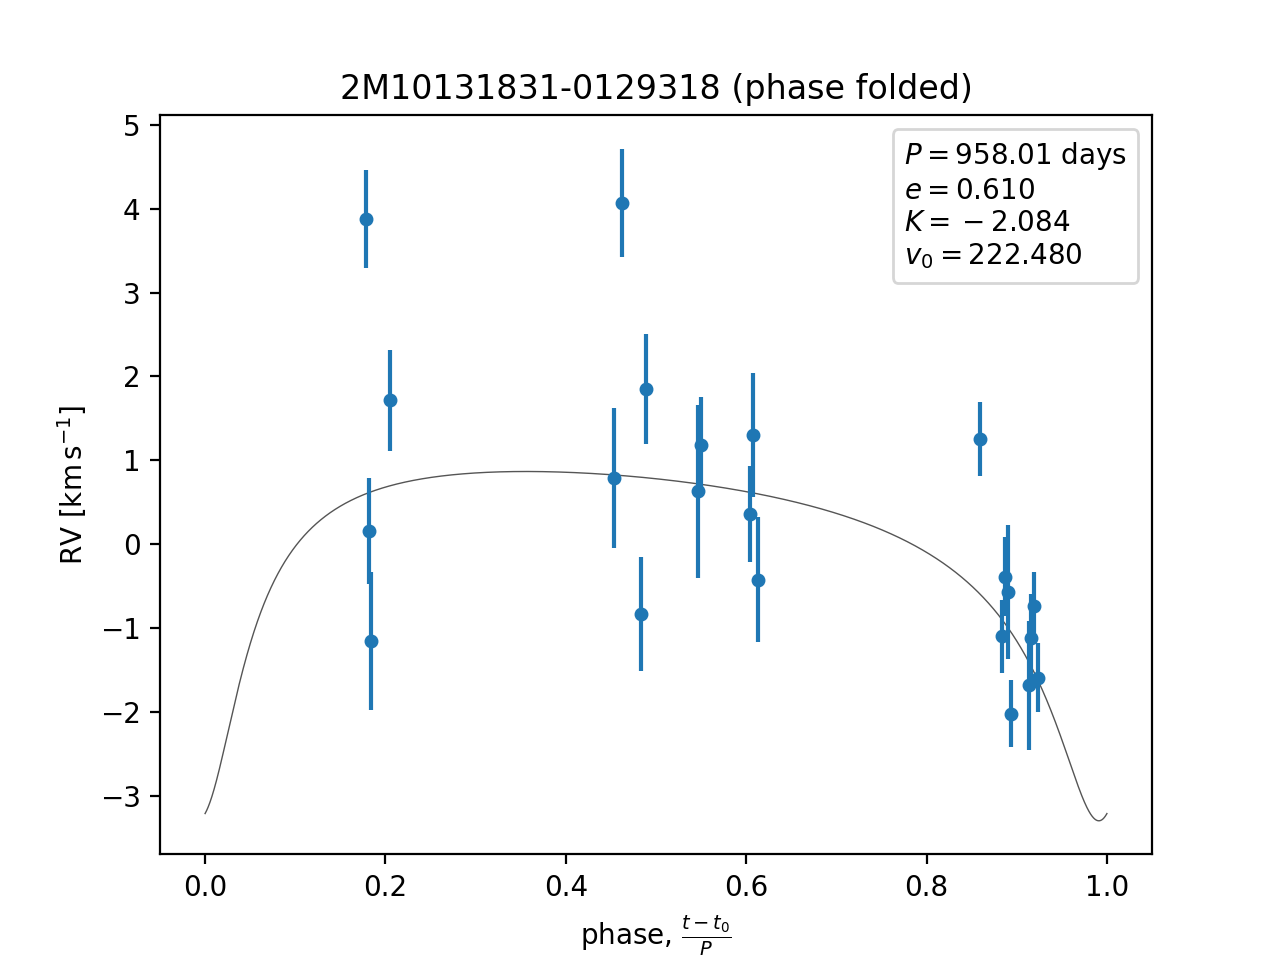 2M10131831-0129318 (phase folded)
P = 958.01 days
e = 0.610
K = −2.084
v₀ = 222.480
RV [km s⁻¹]
5
4
3
2
1
0
−1
−2
−3
0.0 0.2 0.4 0.6 0.8 1.0
phase, (t − t₀)/P